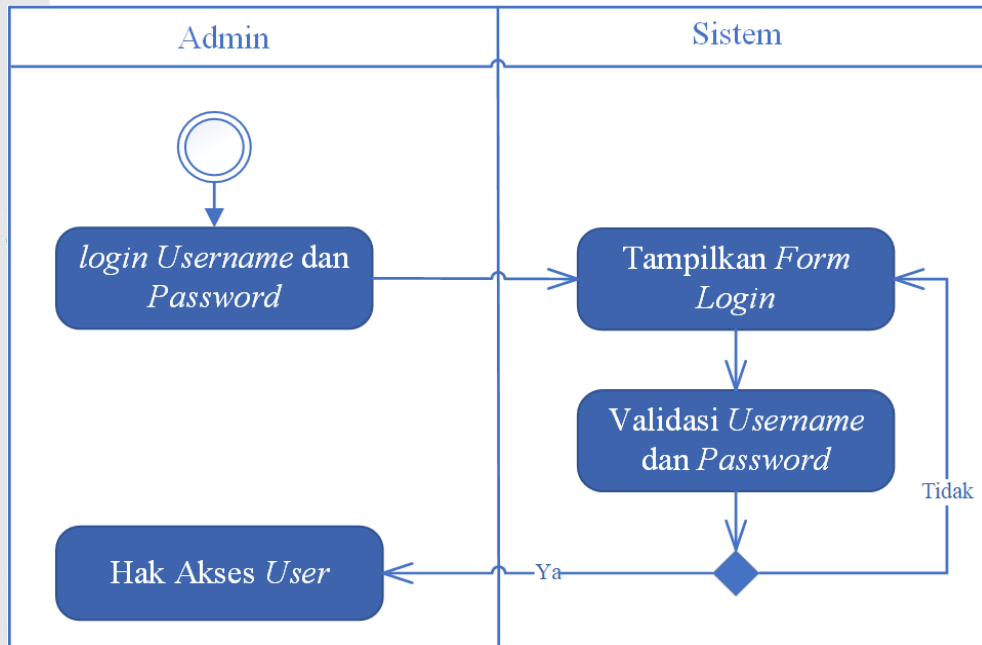 Admin
Sistem
login Username dan
Password
Tampilkan Form
Login
Validasi Username
dan Password
Tidak
Ya
Hak Akses User